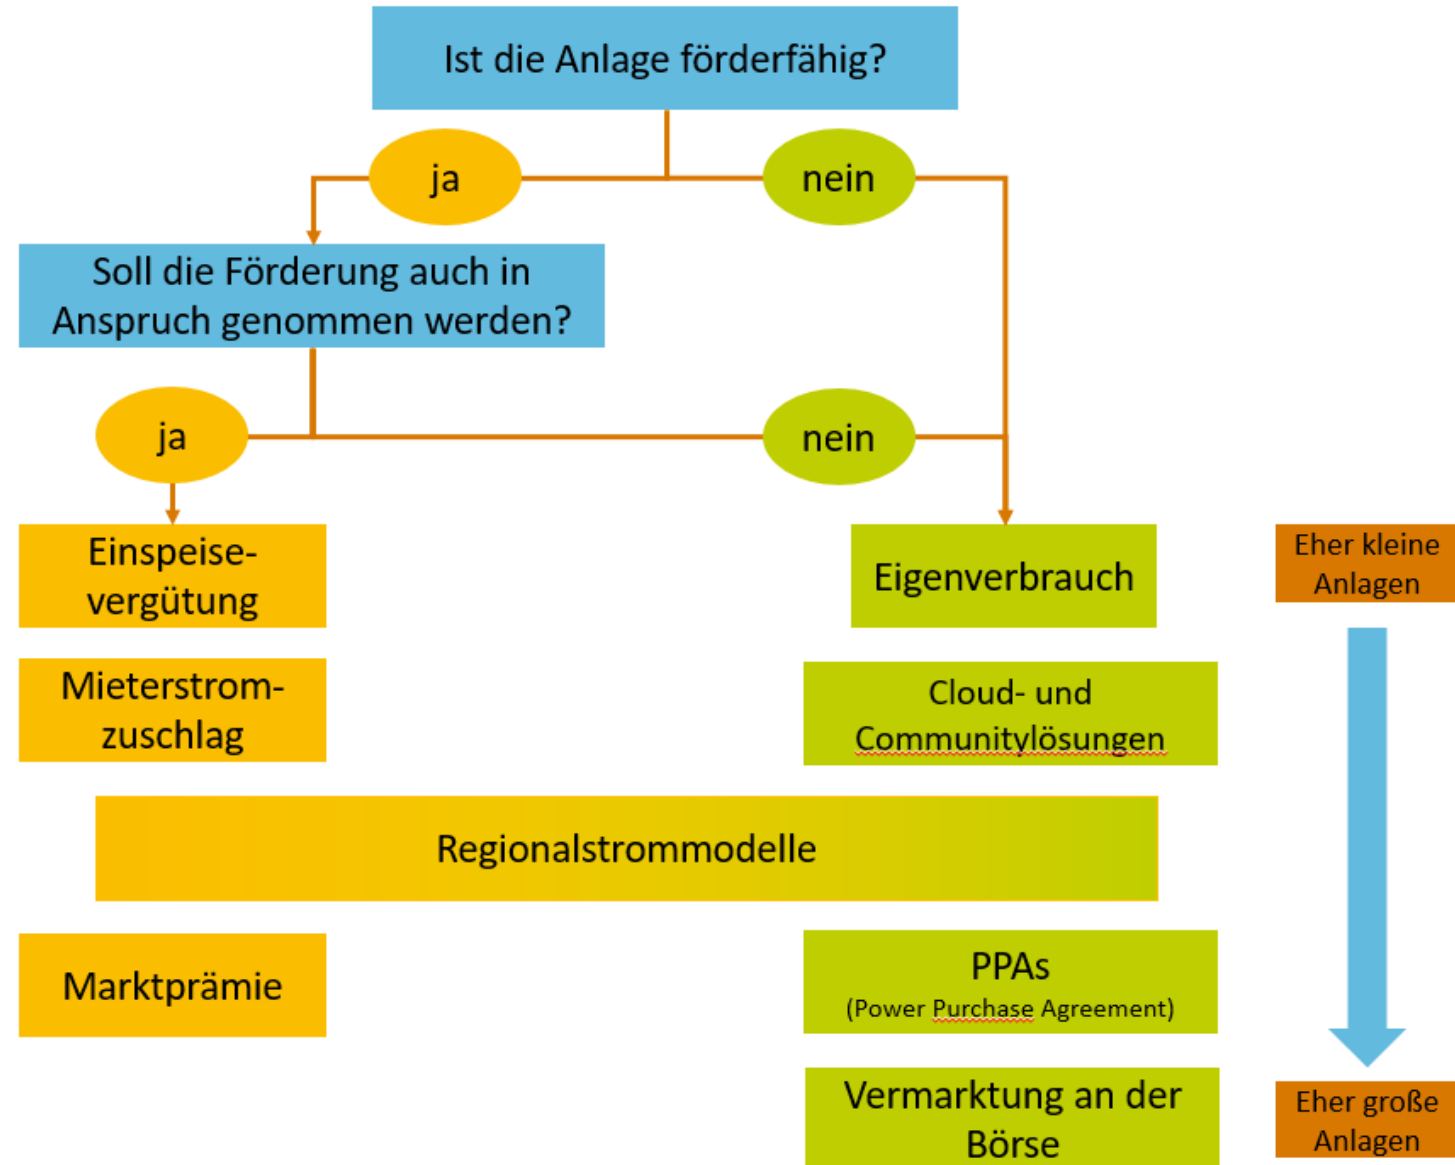 Ist die Anlage förderfähig?
ja
nein
Soll die Förderung auch in
Anspruch genommen werden?
ja
nein
Einspeise-
vergütung
Eigenverbrauch
Eher kleine
Anlagen
Mieterstrom-
zuschlag
Cloud- und
Communitylösungen
Regionalstrommodelle
Marktprämie
PPAs
(Power Purchase Agreement)
Vermarktung an der
Börse
Eher große
Anlagen